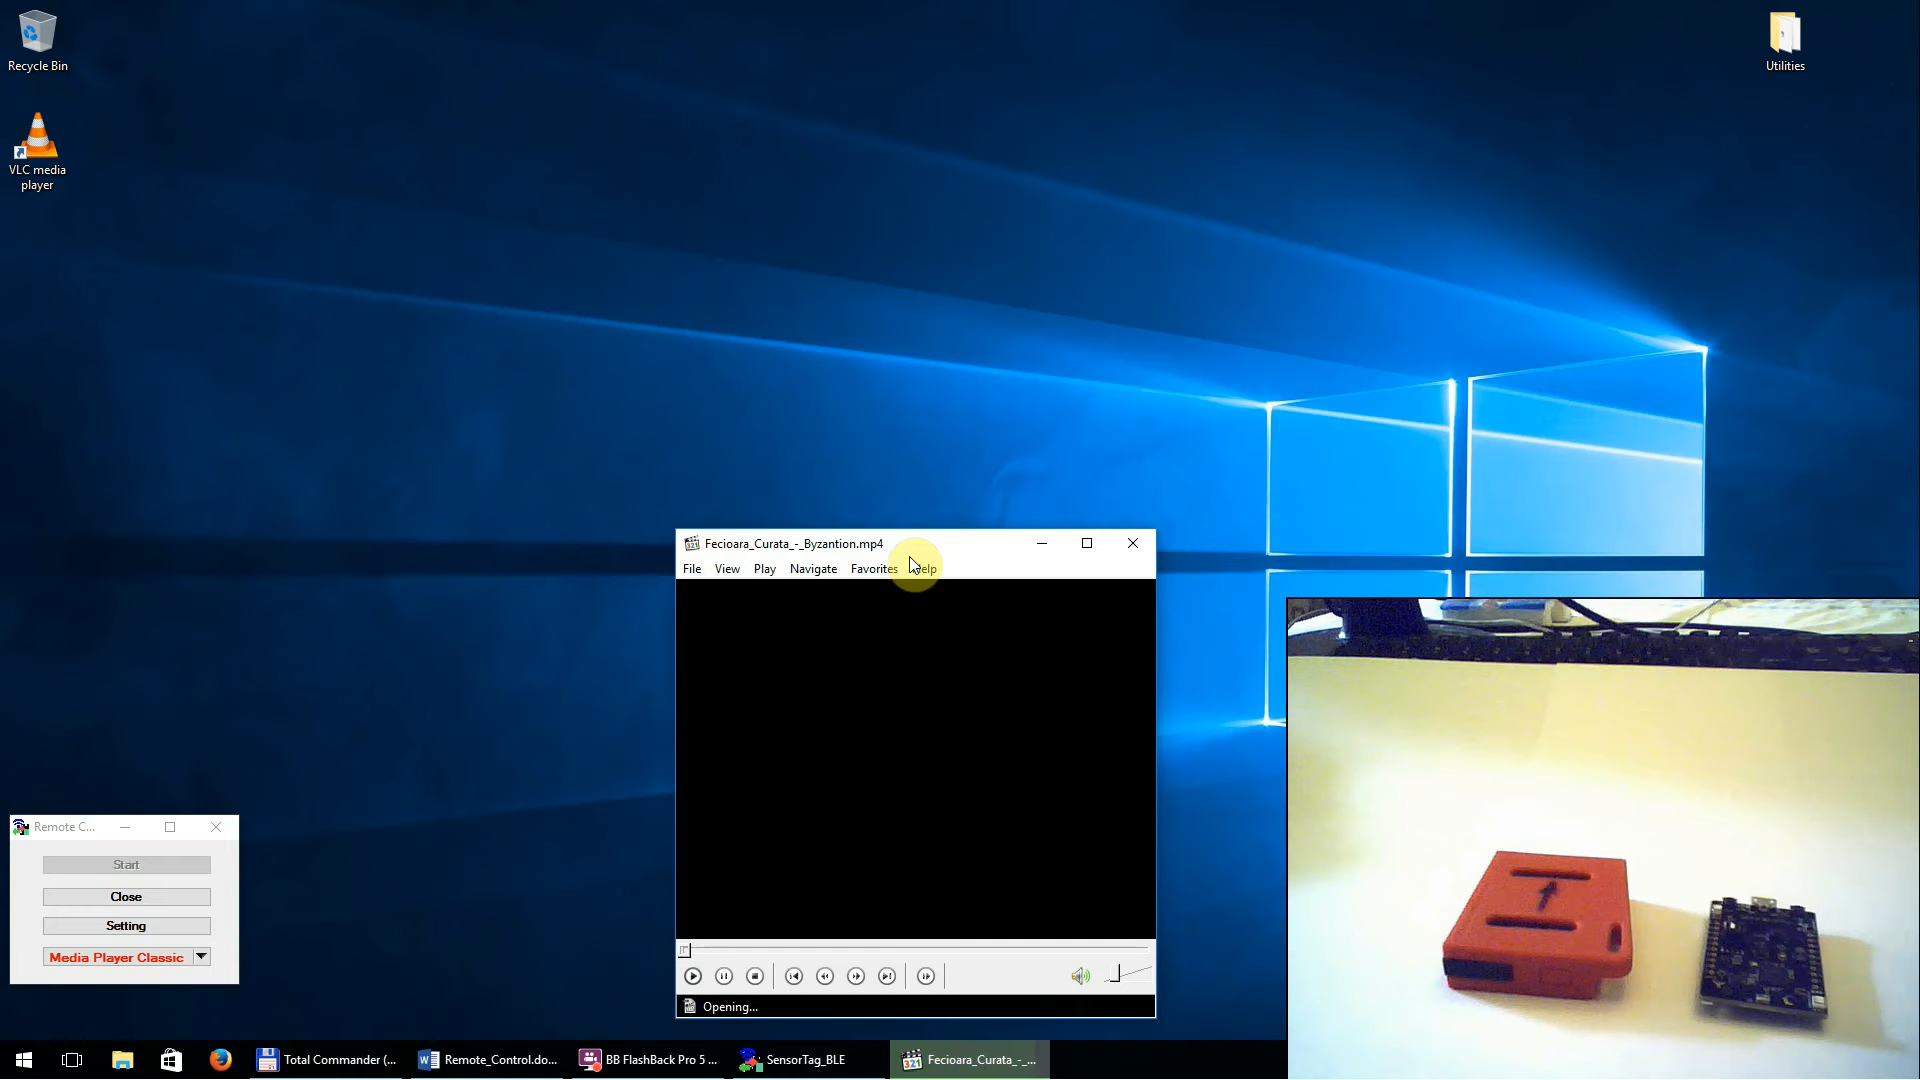 Recycle Bin
VLC media
player
Utilities
Fecioara_Curata_-_Byzantion.mp4
File View Play Navigate Favorites Help
Opening...
Remote C...
Start
Close
Setting
Media Player Classic
Total Commander (...
Remote_Control.do...
BB FlashBack Pro 5 ...
SensorTag_BLE
Fecioara_Curata_-_...